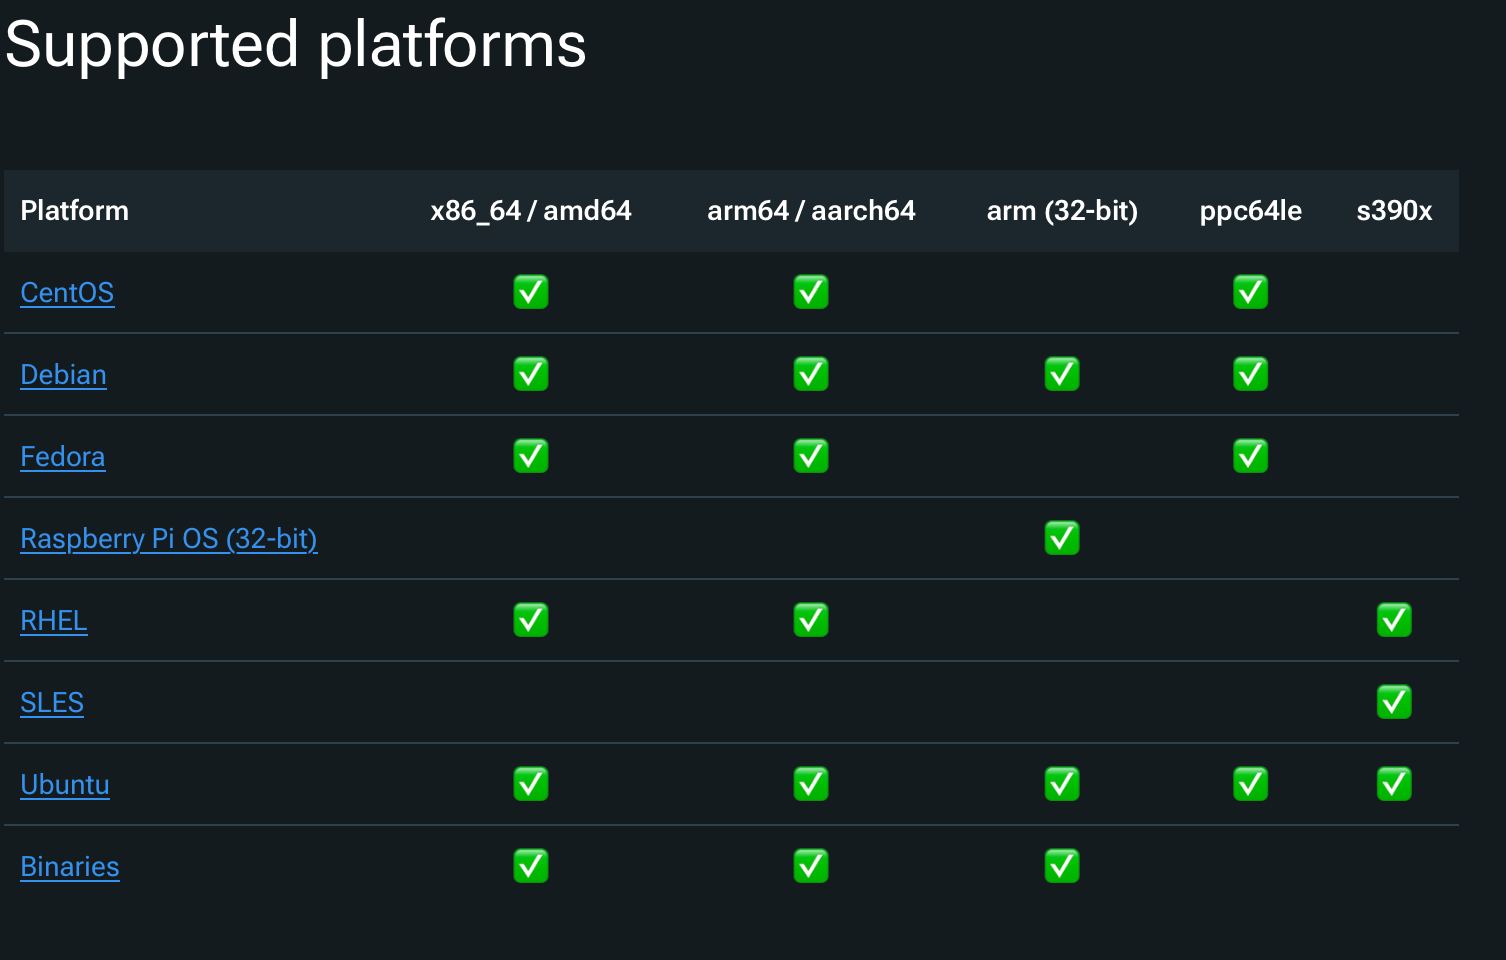 Supported platforms
Platform x86_64 / amd64 arm64 / aarch64 arm (32-bit) ppc64le s390x
CentOS ✅ ✅ ✅
Debian ✅ ✅ ✅ ✅
Fedora ✅ ✅ ✅
Raspberry Pi OS (32-bit) ✅
RHEL ✅ ✅ ✅
SLES ✅
Ubuntu ✅ ✅ ✅ ✅ ✅
Binaries ✅ ✅ ✅